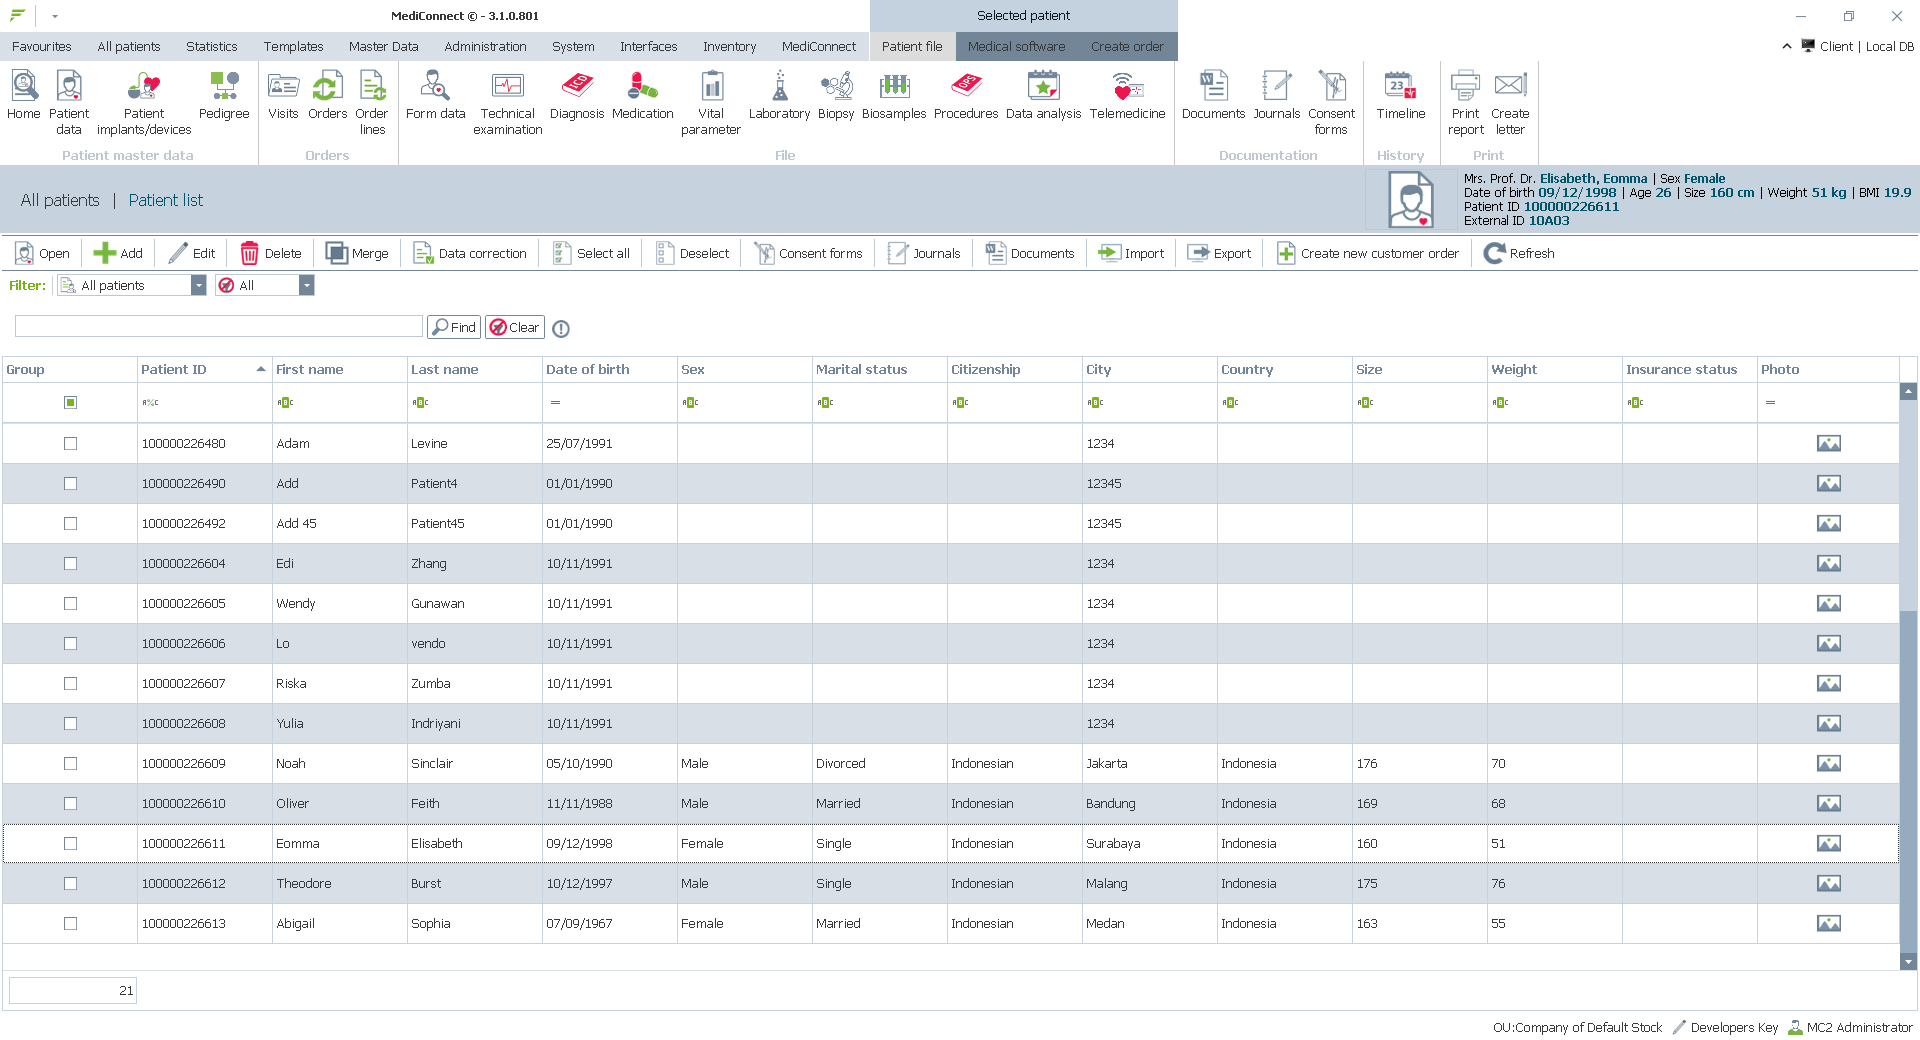 MediConnect © - 3.1.0.801
Selected patient
Favourites All patients Statistics Templates Master Data Administration System Interfaces Inventory MediConnect Patient file Medical software Create order Client | Local DB
Home Patient data Patient implants/devices Pedigree Visits Orders Order lines Form data Technical examination Diagnosis Medication Vital parameter Laboratory Biopsy Biosamples Procedures Data analysis Telemedicine Documents Journals Consent forms Timeline Print report Create letter
Patient master data Orders File Documentation History Print
All patients | Patient list
Mrs. Prof. Dr. Elisabeth, Eomma | Sex Female
Date of birth 09/12/1998 | Age 26 | Size 160 cm | Weight 51 kg | BMI 19.9
Patient ID 100000226611
External ID 10A03
Open Add Edit Delete Merge Data correction Select all Deselect Consent forms Journals Documents Import Export Create new customer order Refresh
Filter: All patients All
Find Clear
Group Patient ID First name Last name Date of birth Sex Marital status Citizenship City Country Size Weight Insurance status Photo
100000226480 Adam Levine 25/07/1991 1234
100000226490 Add Patient4 01/01/1990 12345
100000226492 Add 45 Patient45 01/01/1990 12345
100000226604 Edi Zhang 10/11/1991 1234
100000226605 Wendy Gunawan 10/11/1991 1234
100000226606 Lo vendo 10/11/1991 1234
100000226607 Riska Zumba 10/11/1991 1234
100000226608 Yulia Indriyani 10/11/1991 1234
100000226609 Noah Sinclair 05/10/1990 Male Divorced Indonesian Jakarta Indonesia 176 70
100000226610 Oliver Feith 11/11/1988 Male Married Indonesian Bandung Indonesia 169 68
100000226611 Eomma Elisabeth 09/12/1998 Female Single Indonesian Surabaya Indonesia 160 51
100000226612 Theodore Burst 10/12/1997 Male Single Indonesian Malang Indonesia 175 76
100000226613 Abigail Sophia 07/09/1967 Female Married Indonesian Medan Indonesia 163 55
21
OU:Company of Default Stock Developers Key MC2 Administrator